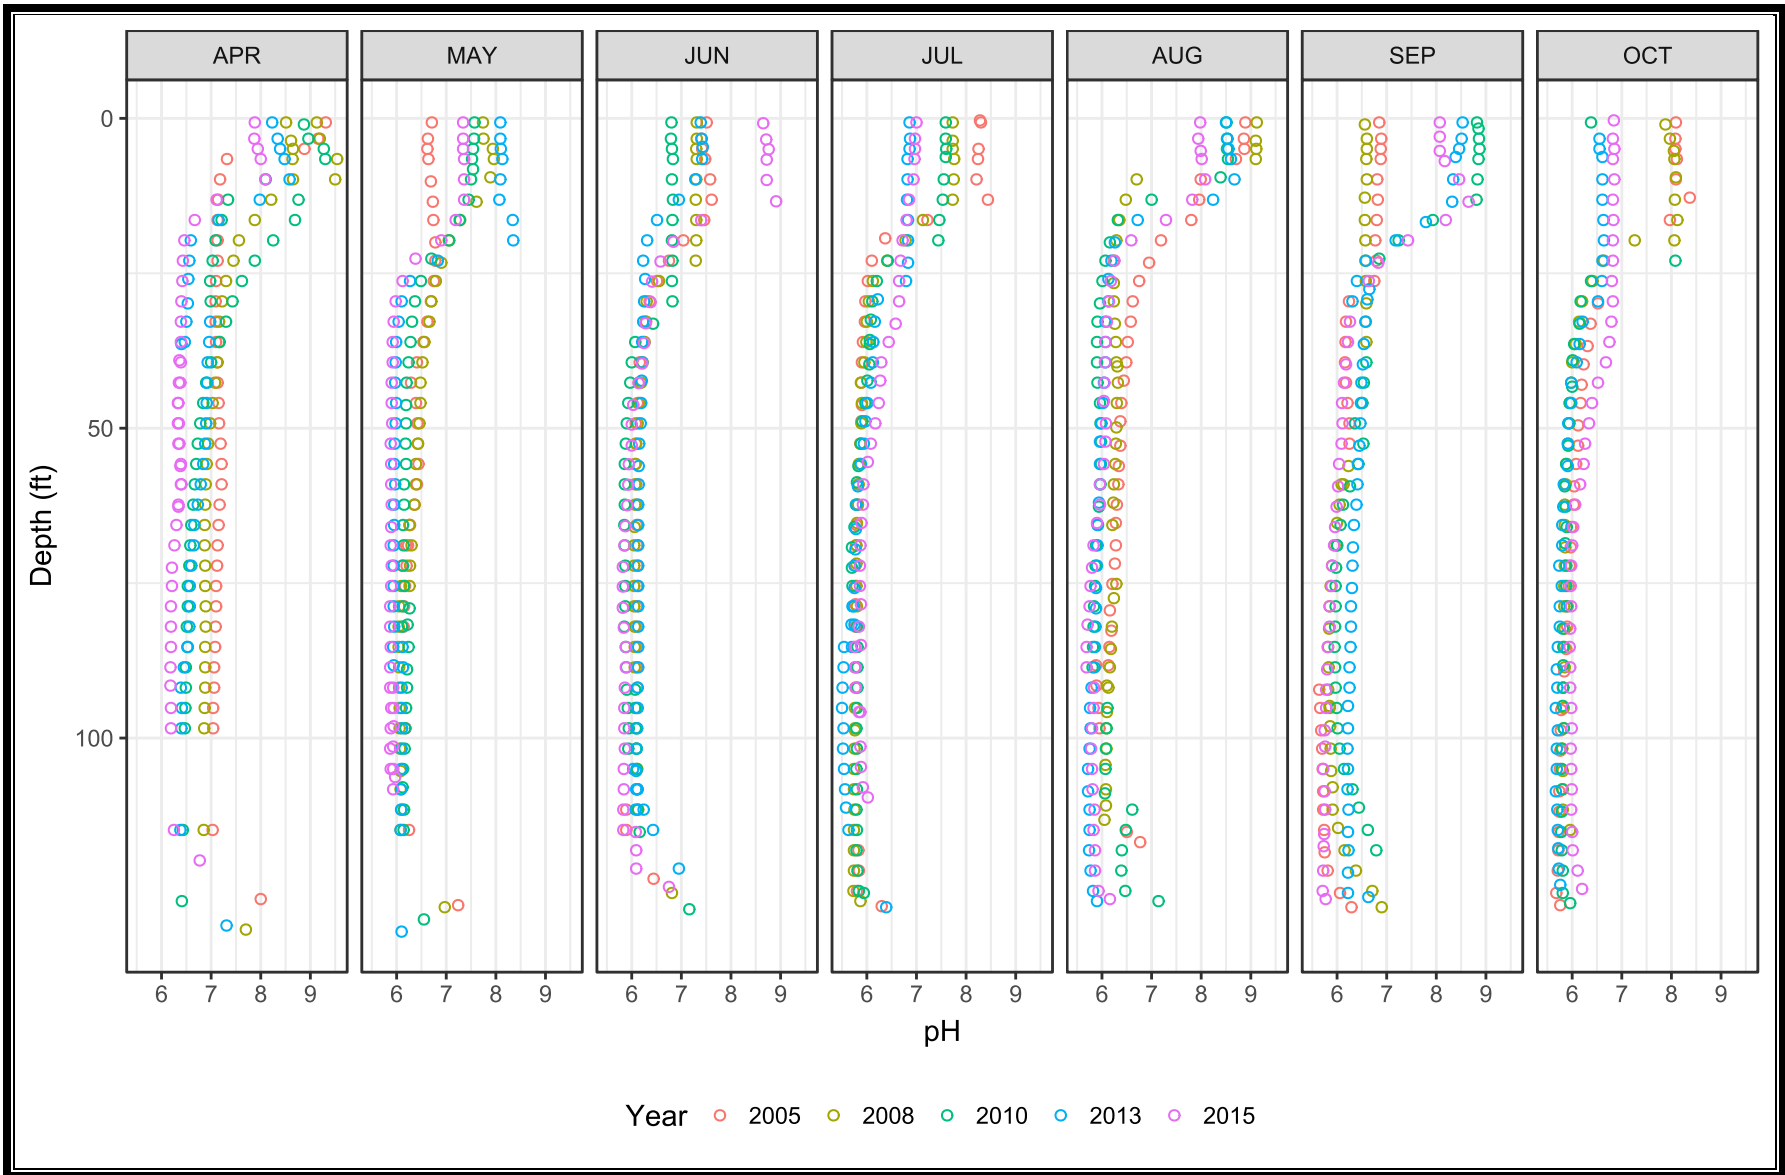 APR MAY JUN JUL AUG SEP OCT
0
50
100
Depth (ft)
6 7 8 9 6 7 8 9 6 7 8 9 6 7 8 9 6 7 8 9 6 7 8 9 6 7 8 9
pH
Year 2005 2008 2010 2013 2015